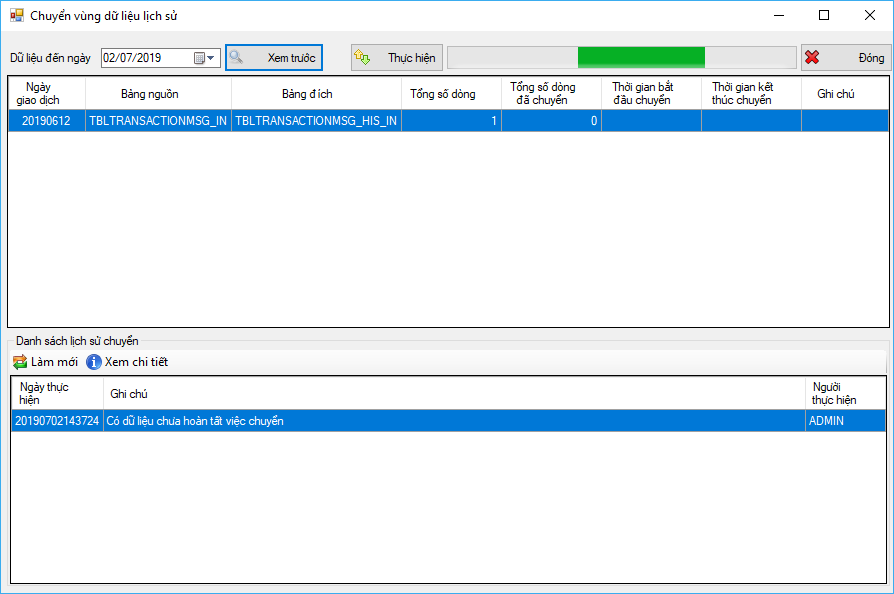 Chuyển vùng dữ liệu lịch sử
Dữ liệu đến ngày 02/07/2019 Xem trước Thực hiện Đóng
Ngày giao dịch Bảng nguồn Bảng đích Tổng số dòng Tổng số dòng đã chuyển Thời gian bắt đầu chuyển Thời gian kết thúc chuyển Ghi chú
20190612 TBLTRANSACTIONMSG_IN TBLTRANSACTIONMSG_HIS_IN 1 0
Danh sách lịch sử chuyển
Làm mới Xem chi tiết
Ngày thực hiện Ghi chú Người thực hiện
20190702143724 Có dữ liệu chưa hoàn tất việc chuyển ADMIN